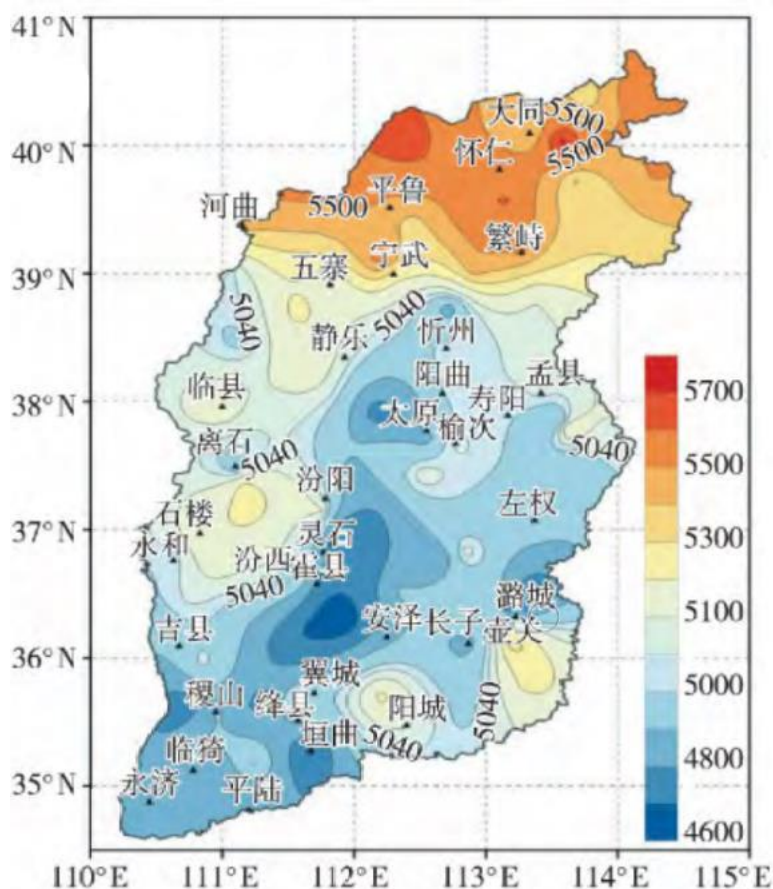 41° N
大同
5500
40° N
怀仁
5500
平鲁
河曲
5500
繁峙
宁武
39° N
五寨
5040
5040
忻州
静乐
阳曲
盂县
5700
临县
寿阳
38° N
太原
榆次
离石
5040
5040
5500
汾阳
左权
石楼
37° N
灵石
5300
永和
汾西
霍县
5040
潞城
安泽
长子
壶关
5100
吉县
36° N
翼城
5000
稷山
绛县
阳城
5040
垣曲
5040
临猗
4800
35° N
永济
平陆
4600
110° E
111° E
112° E
113° E
114° E
115° E